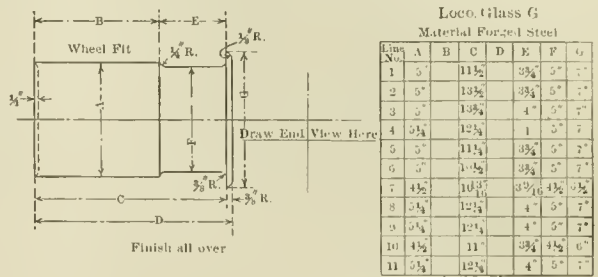 B E
Wheel Fit
¼" R.
⅛" R.
¼"
A
F
G
Draw End View Here
⅜" R.
⅜" R.
C
D
Finish all over
Loco. Glass G
Material Forged Steel
Line No. A B C D E F G
1 5" 11½" 3¾" 5" 7"
2 5" 13½" 3¾" 5" 7"
3 5" 13¾" 4" 5" 7"
4 5¼" 12¼" 5" 7
5 5" 11¼" 3¾" 5" 7"
6 5" 3¾" 5" 7"
7 4½" 4½" 6½"
8 5¼" 12¼" 4" 5" 7"
9 5¼" 12¼ 4" 5" 7"
10 4½" 11" 3¾" 4½" 6"
11 5¼" 12¼" 4" 5" 7"